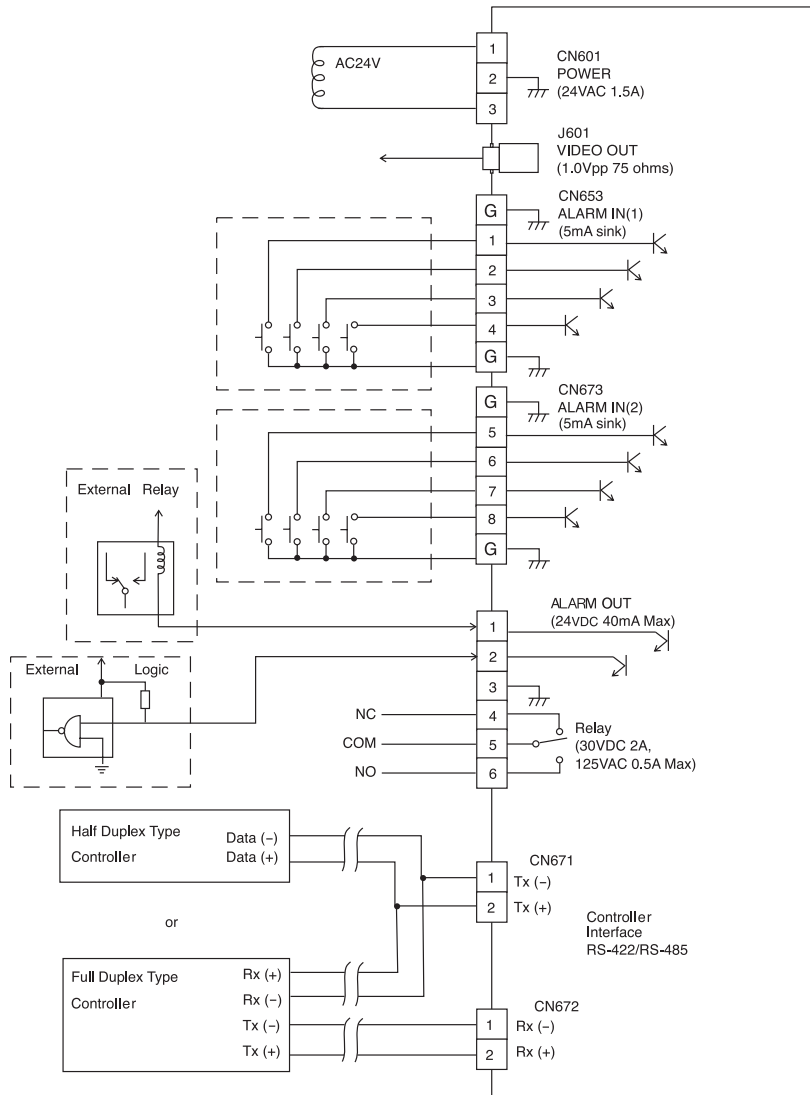 AC24V
1
2
3
CN601
POWER
(24VAC 1.5A)
J601
VIDEO OUT
(1.0Vpp 75 ohms)
G
1
2
3
4
G
CN653
ALARM IN(1)
(5mA sink)
G
5
6
7
8
G
CN673
ALARM IN(2)
(5mA sink)
External Relay
External Logic
1
2
3
4
5
6
ALARM OUT
(24VDC 40mA Max)
NC
COM
NO
Relay
(30VDC 2A,
125VAC 0.5A Max)
Half Duplex Type
Controller
Data (−)
Data (+)
or
Full Duplex Type
Controller
Rx (+)
Rx (−)
Tx (−)
Tx (+)
CN671
1 Tx (−)
2 Tx (+)
Controller
Interface
RS-422/RS-485
CN672
1 Rx (−)
2 Rx (+)